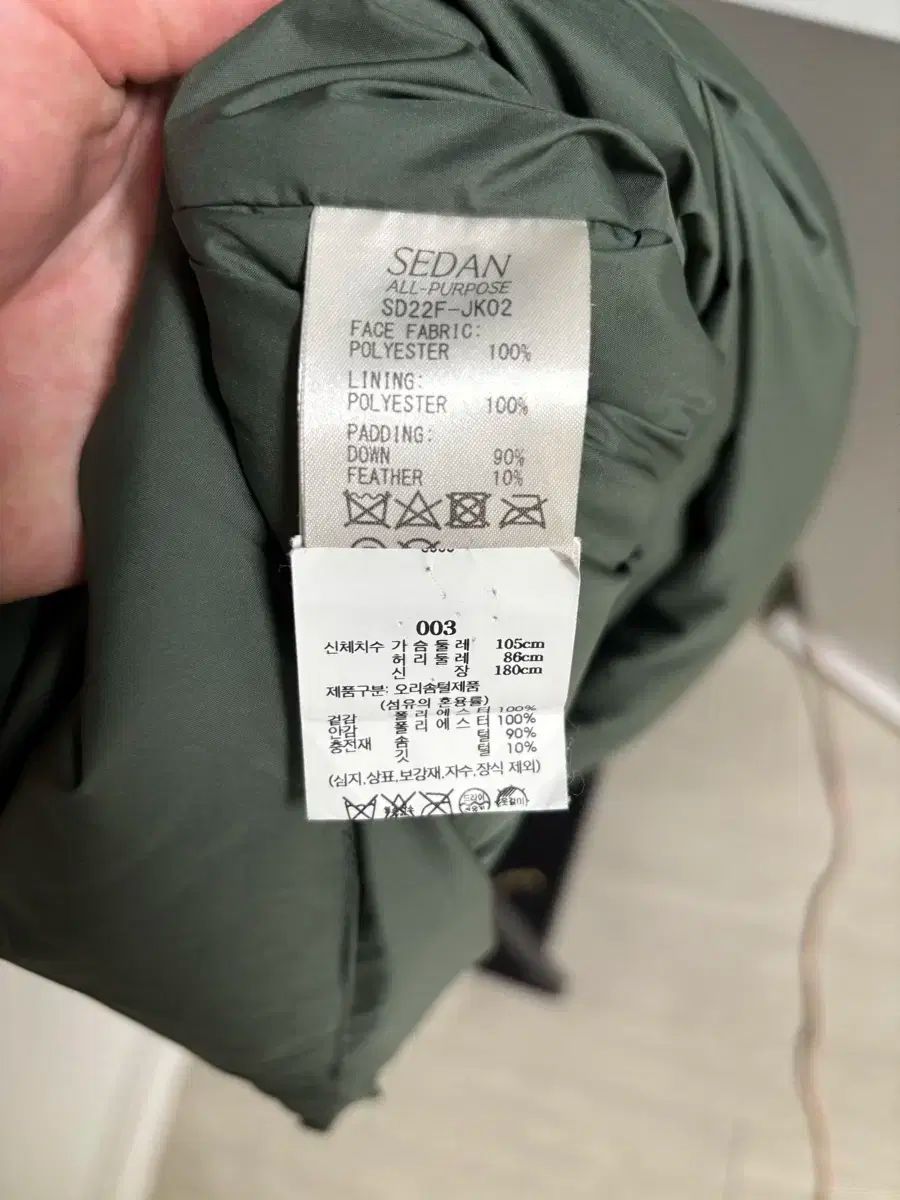 SEDAN
ALL-PURPOSE
SD22F-JK02
FACE FABRIC:
POLYESTER 100%
LINING:
POLYESTER 100%
PADDING:
DOWN 90%
FEATHER 10%
003
신체치수 가슴둘레 105cm
허리둘레 86cm
신장 180cm
제품구분: 오리솜털제품
(섬유의 혼용률)
겉감 폴리에스터 100%
안감 폴리에스터 100%
충전재 솜털 90%
깃털 10%
(심지,상표,보강재,자수,장식 제외)
드라이